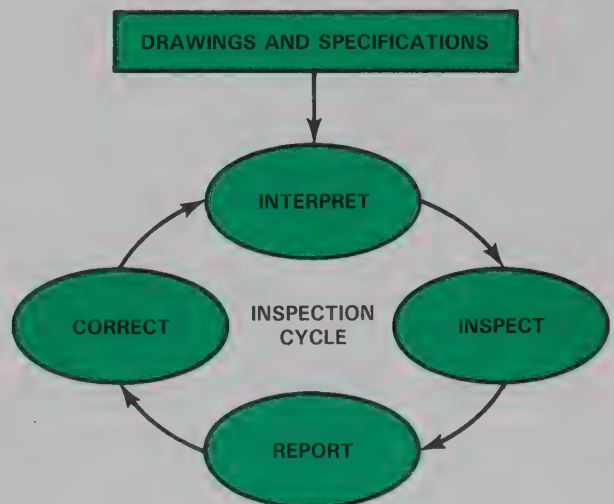 DRAWINGS AND SPECIFICATIONS
INTERPRET
INSPECT
REPORT
CORRECT
INSPECTION
CYCLE